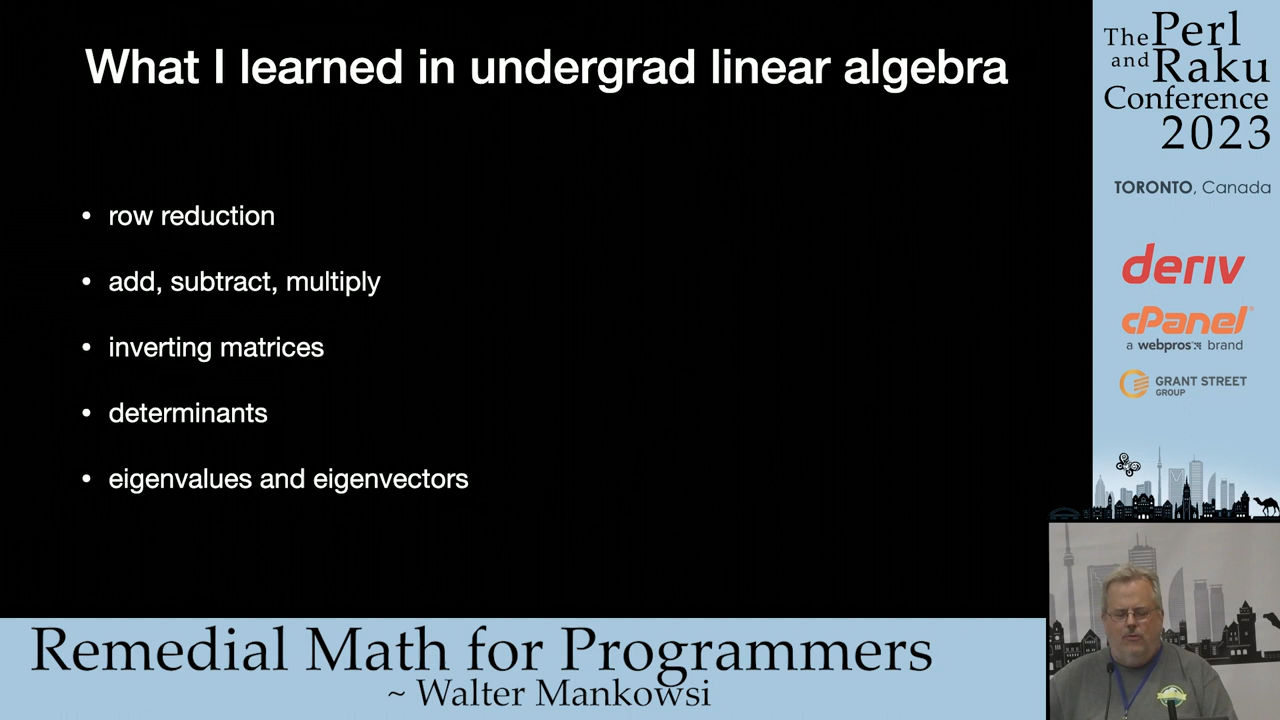 What I learned in undergrad linear algebra
• row reduction
• add, subtract, multiply
• inverting matrices
• determinants
• eigenvalues and eigenvectors
The Perl
and Raku
Conference
2023
TORONTO, Canada
deriv
cPanel®
a webpros brand
GRANT STREET
GROUP
Remedial Math for Programmers
~ Walter Mankowsi